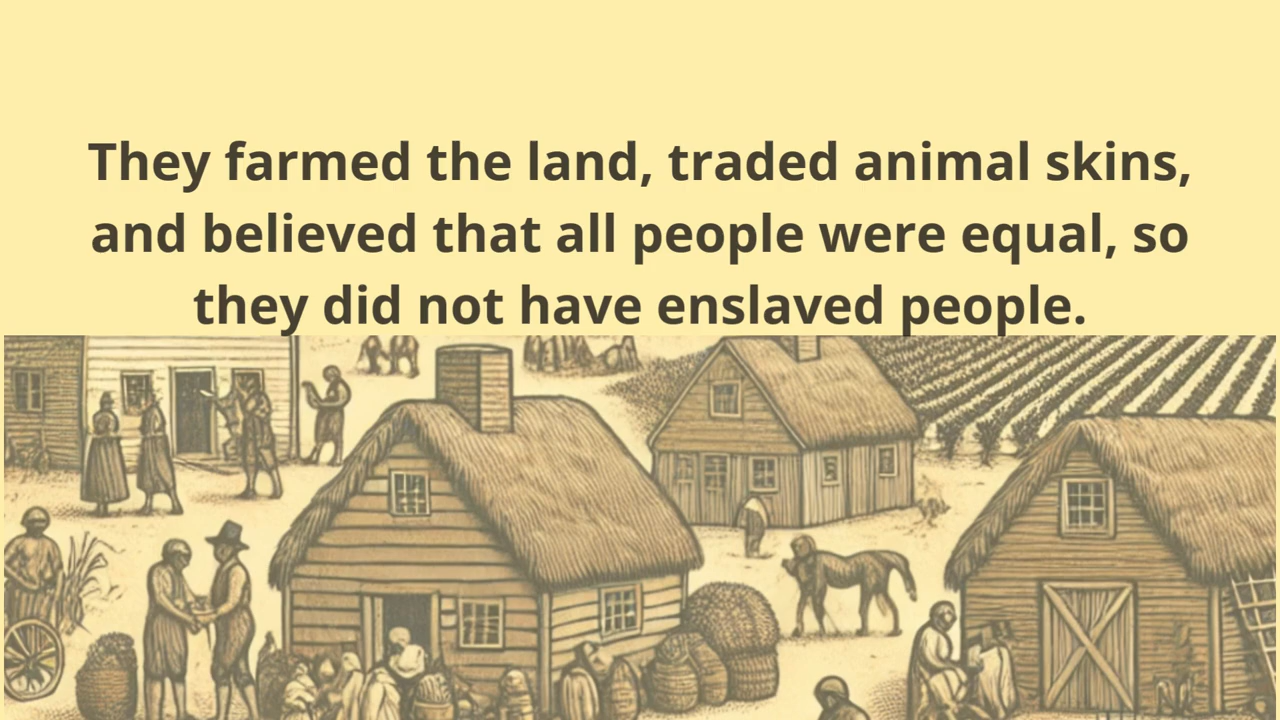 They farmed the land, traded animal skins,
and believed that all people were equal, so
they did not have enslaved people.